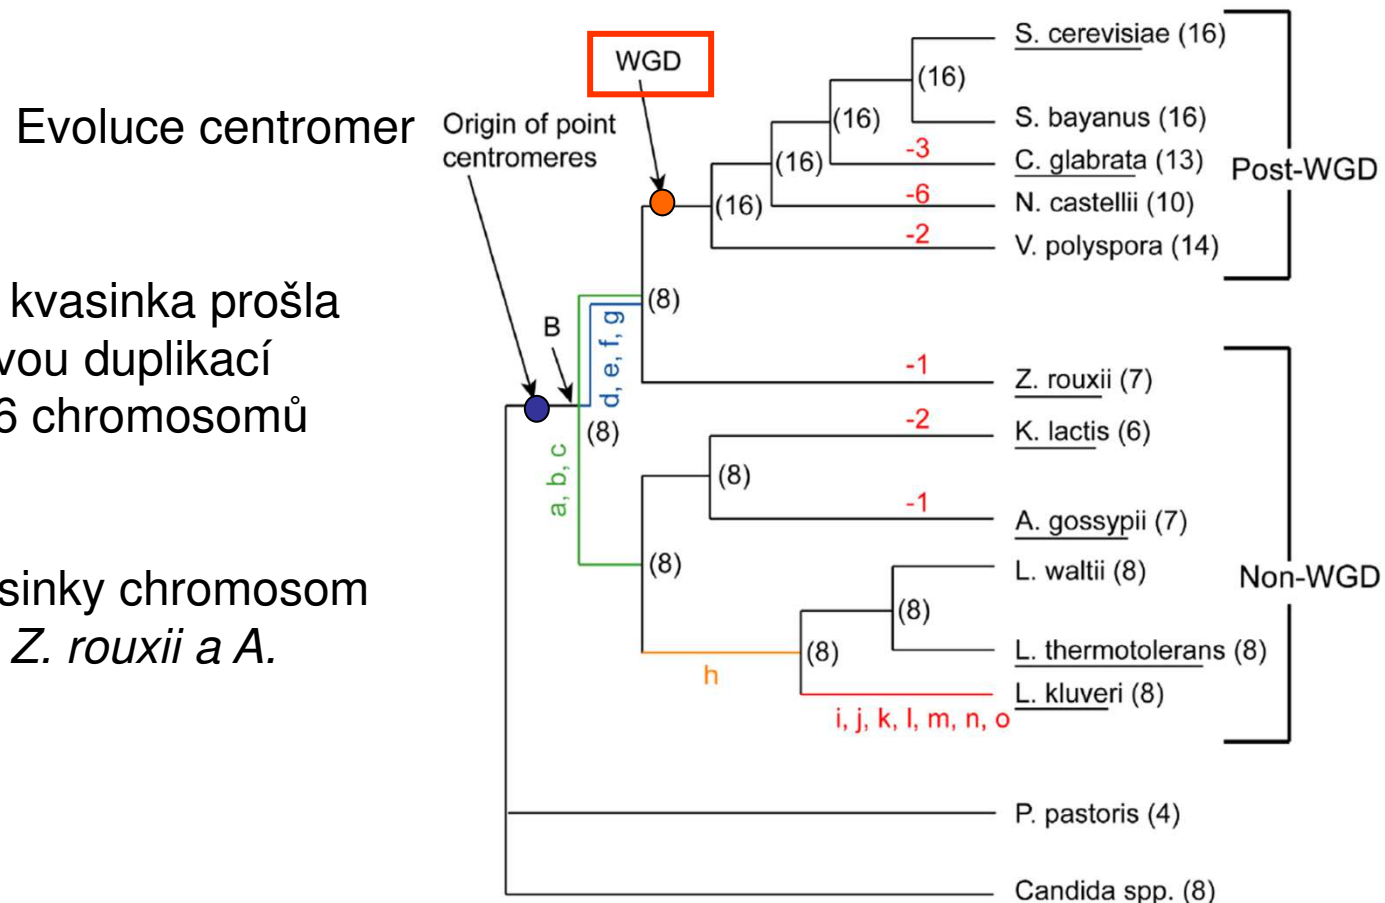 Evoluce centromer
kvasinka prošla
vou duplikací
6 chromosomů
sinky chromosom
Z. rouxii a A.
WGD
Origin of point
centromeres
B
a, b, c
d, e, f, g
h
i, j, k, l, m, n, o
(8)
(8)
(8)
(8)
(8)
(8)
(16)
(16)
(16)
(16)
-3
-6
-2
-1
-2
-1
S. cerevisiae (16)
S. bayanus (16)
C. glabrata (13)
N. castellii (10)
V. polyspora (14)
Post-WGD
Z. rouxii (7)
K. lactis (6)
A. gossypii (7)
L. waltii (8)
L. thermotolerans (8)
L. kluveri (8)
Non-WGD
P. pastoris (4)
Candida spp. (8)